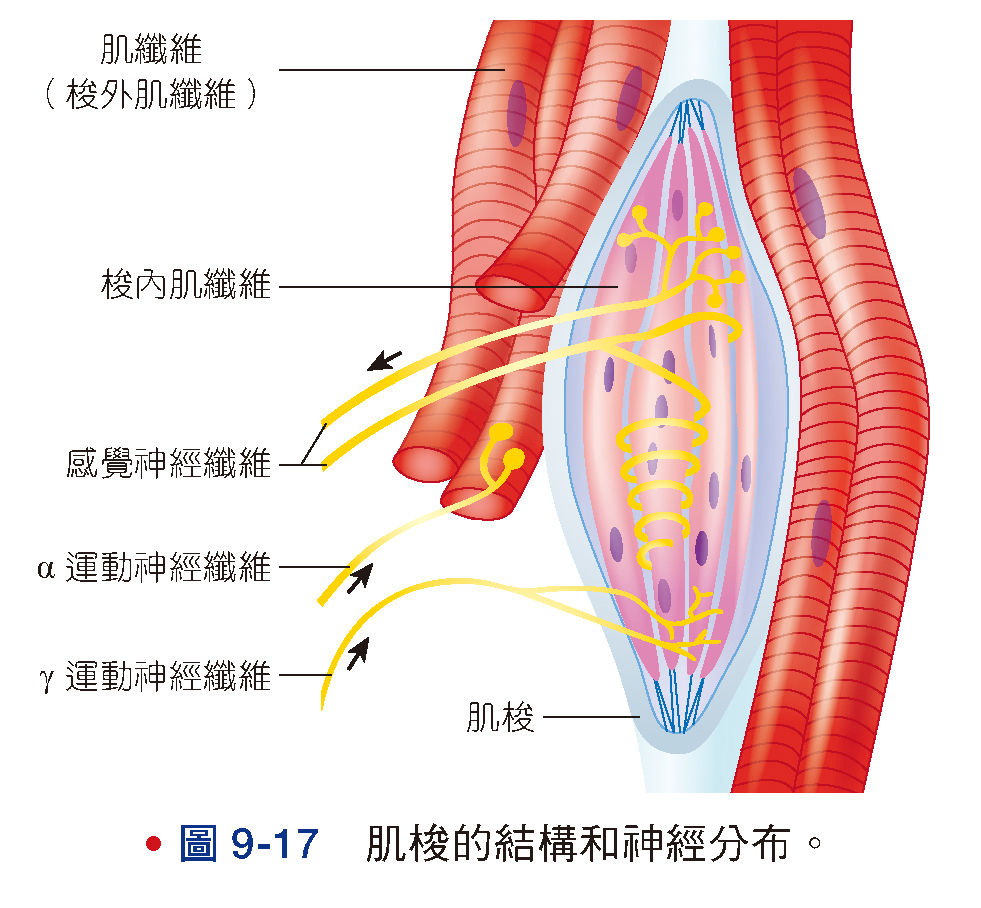 肌纖維
（梭外肌纖維）
梭內肌纖維
感覺神經纖維
α 運動神經纖維
γ 運動神經纖維
肌梭
• 圖 9-17 肌梭的結構和神經分布。